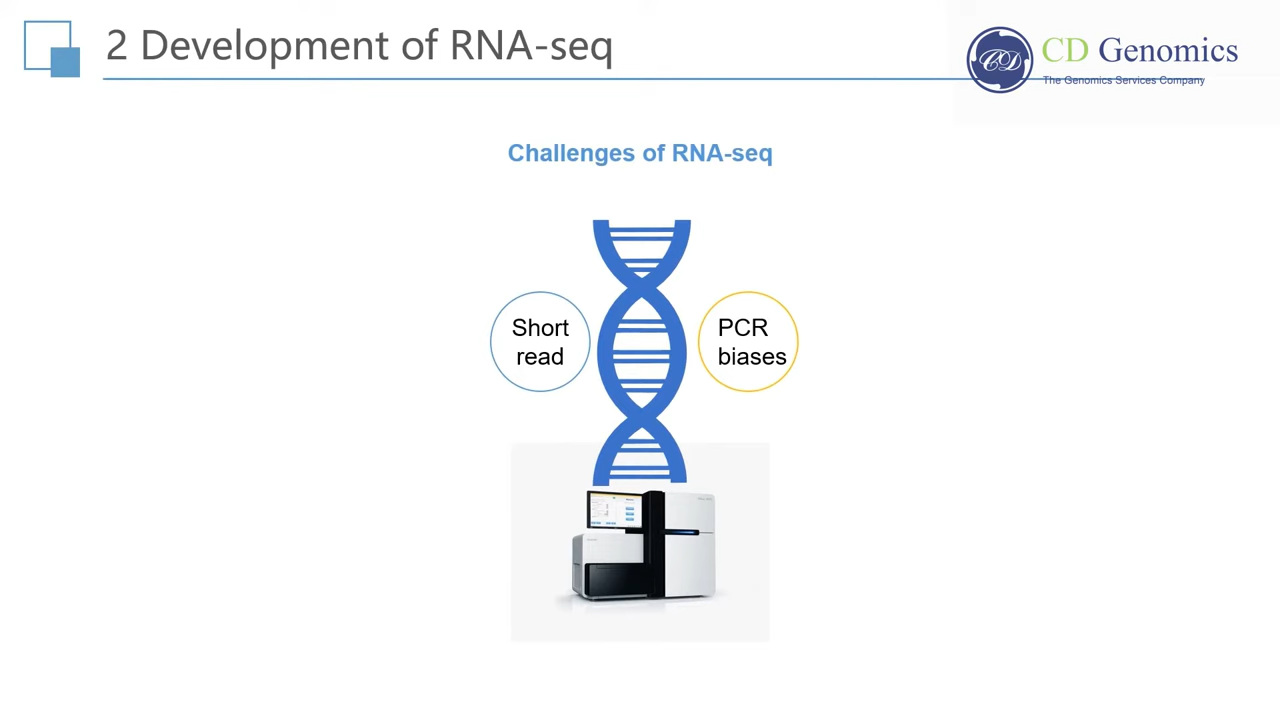 2 Development of RNA-seq
CD Genomics
The Genomics Services Company
Challenges of RNA-seq
Short
read
PCR
biases